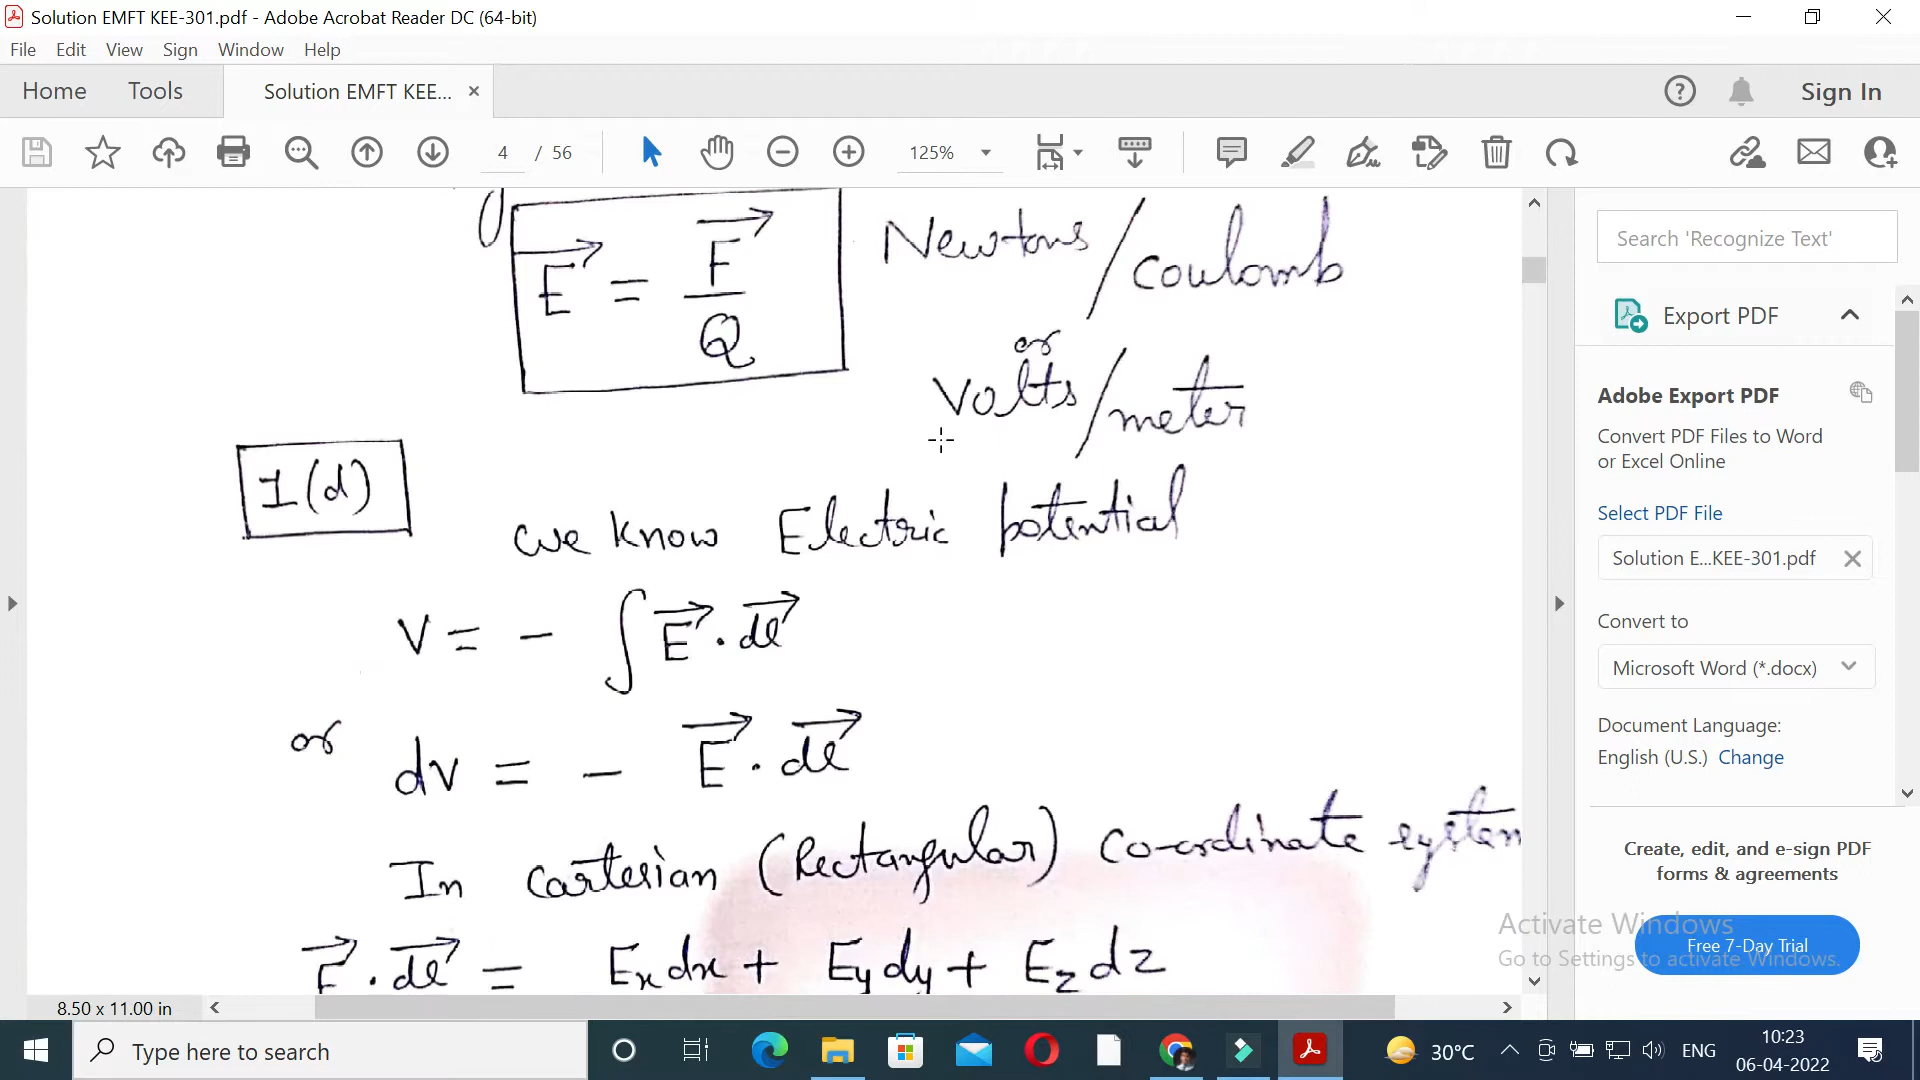 Solution EMFT KEE-301.pdf - Adobe Acrobat Reader DC (64-bit)
File Edit View Sign Window Help
Home Tools Solution EMFT KEE... × Sign In
4 / 56 125%
E⃗ = F⃗ / Q Newtons/coulomb
or
Volts/meter
1(d)
we know Electric potential
V = - ∫ E⃗ . dl⃗
or dv = - E⃗ . dl⃗
In cartesian (Rectangular) co-ordinate system
E⃗ . dl⃗ = Exdx + Eydy + Ezdz
8.50 x 11.00 in
Search 'Recognize Text'
Export PDF
Adobe Export PDF
Convert PDF Files to Word
or Excel Online
Select PDF File
Solution E...KEE-301.pdf
Convert to
Microsoft Word (*.docx)
Document Language:
English (U.S.) Change
Create, edit, and e-sign PDF
forms & agreements
Free 7-Day Trial
Activate Windows
Go to Settings to activate Windows.
Type here to search
30°C ENG 10:23
06-04-2022